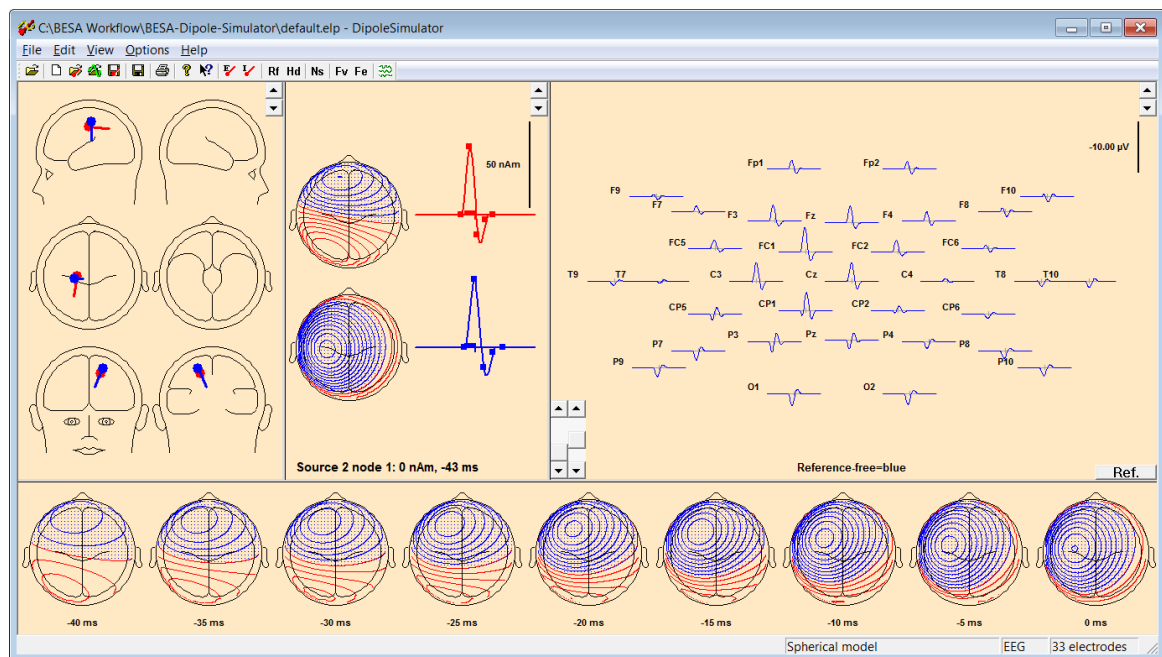 C:\BESA Workflow\BESA-Dipole-Simulator\default.elp - DipoleSimulator
File Edit View Options Help
Rf Hd Ns Fv Fe
50 nAm
Source 2 node 1: 0 nAm, -43 ms
-10.00 µV
Fp1 Fp2
F9 F7 F3 Fz F4 F8 F10
FC5 FC1 FC2 FC6
T9 T7 C3 Cz C4 T8 T10
CP5 CP1 CP2 CP6
P9 P7 P3 Pz P4 P8 P10
O1 O2
Reference-free=blue
Ref.
-40 ms -35 ms -30 ms -25 ms -20 ms -15 ms -10 ms -5 ms 0 ms
Spherical model EEG 33 electrodes